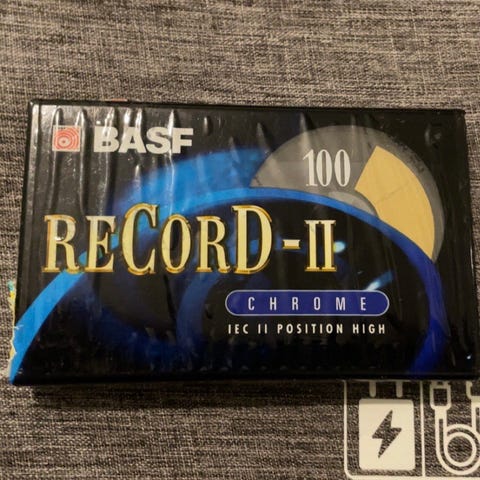 BASF
100
RECORD-II
CHROME
IEC II POSITION HIGH